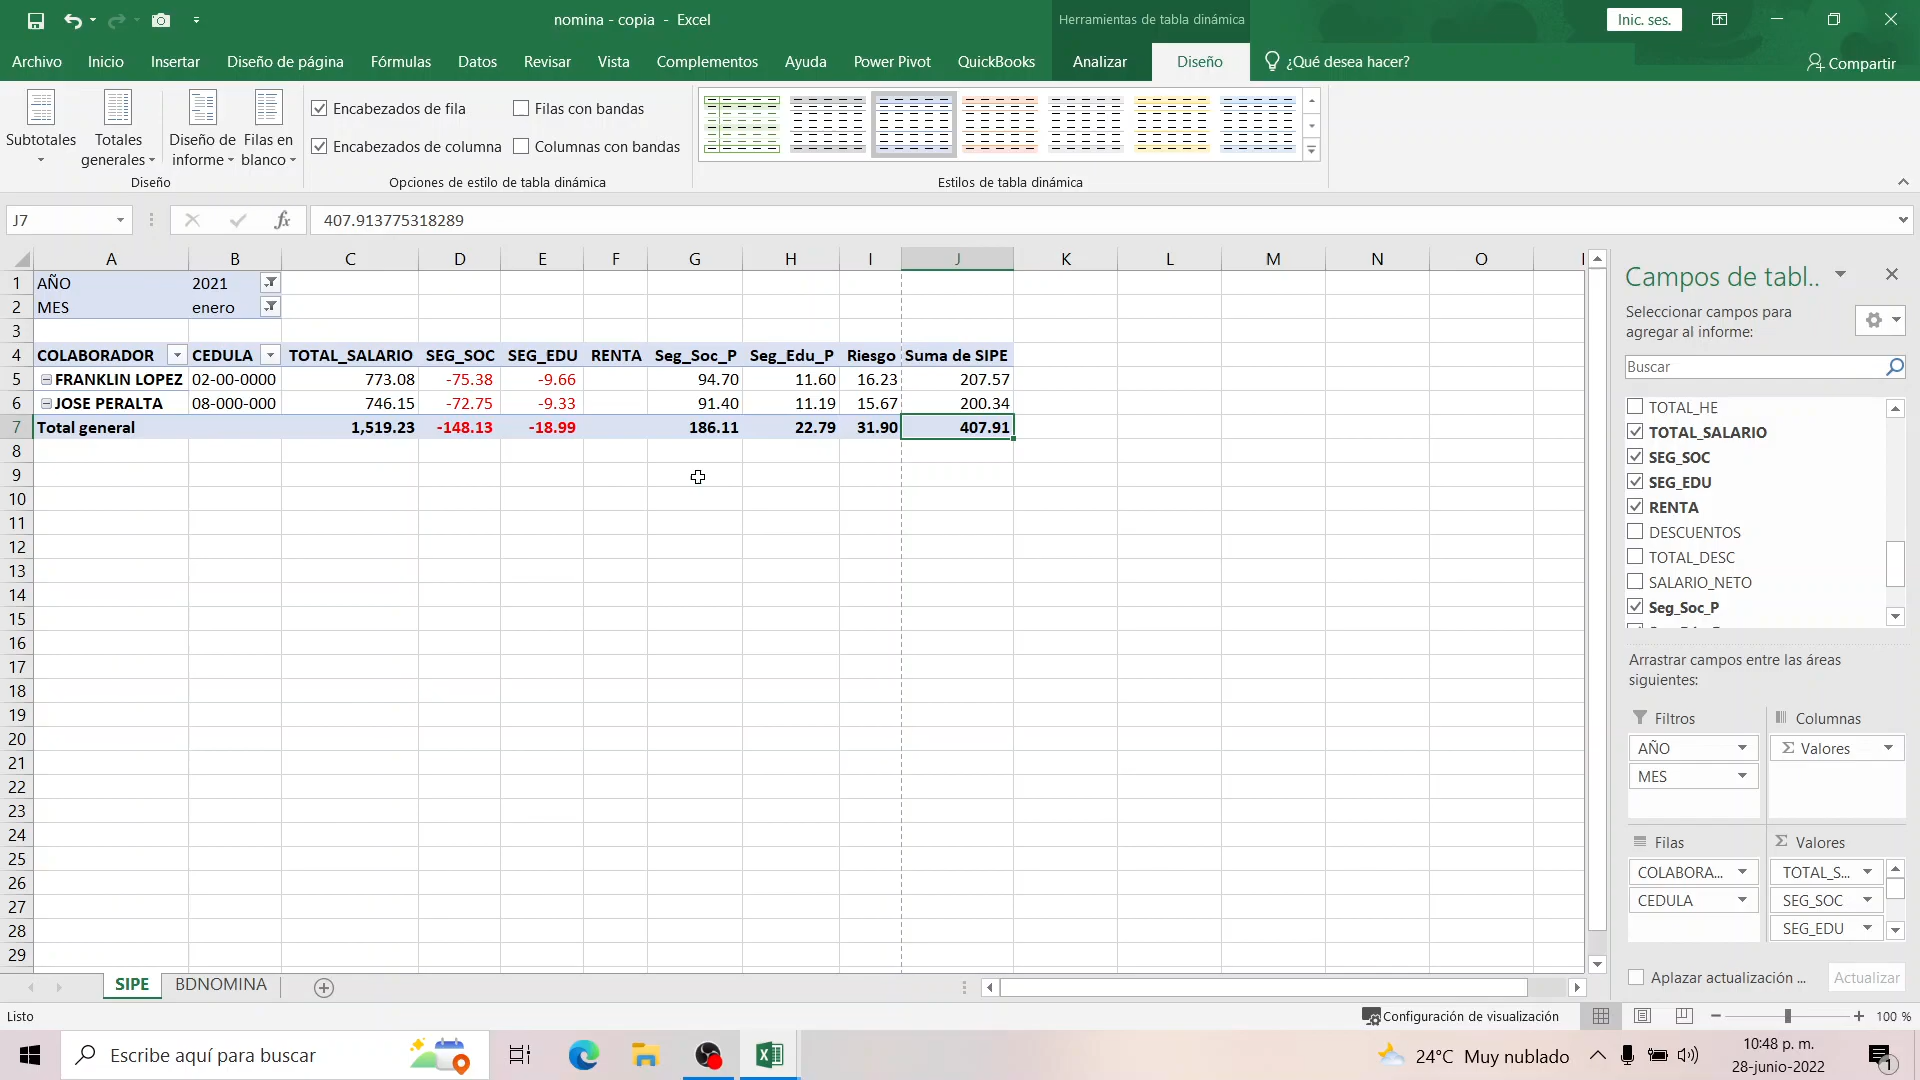 nomina - copia - Excel
Herramientas de tabla dinámica
Inic. ses.
Archivo Inicio Insertar Diseño de página Fórmulas Datos Revisar Vista Complementos Ayuda Power Pivot QuickBooks Analizar Diseño ¿Qué desea hacer? Compartir
Subtotales
Totales generales
Diseño de informe
Filas en blanco
Encabezados de fila
Filas con bandas
Encabezados de columna
Columnas con bandas
Diseño
Opciones de estilo de tabla dinámica
Estilos de tabla dinámica
J7
fx
407.913775318289
A B C D E F G H I J K L M N O
1 AÑO 2021
2 MES enero
3
4 COLABORADOR CEDULA TOTAL_SALARIO SEG_SOC SEG_EDU RENTA Seg_Soc_P Seg_Edu_P Riesgo Suma de SIPE
5 FRANKLIN LOPEZ 02-00-0000 773.08 -75.38 -9.66 94.70 11.60 16.23 207.57
6 JOSE PERALTA 08-000-000 746.15 -72.75 -9.33 91.40 11.19 15.67 200.34
7 Total general 1,519.23 -148.13 -18.99 186.11 22.79 31.90 407.91
8
9
10
11
12
13
14
15
16
17
18
19
20
21
22
23
24
25
26
27
28
29
Campos de tabl..
Seleccionar campos para
agregar al informe:
Buscar
TOTAL_HE
TOTAL_SALARIO
SEG_SOC
SEG_EDU
RENTA
DESCUENTOS
TOTAL_DESC
SALARIO_NETO
Seg_Soc_P
Arrastrar campos entre las áreas
siguientes:
Filtros
AÑO
MES
Columnas
Σ Valores
Filas
COLABORA...
CEDULA
Σ Valores
TOTAL_S...
SEG_SOC
SEG_EDU
Aplazar actualización ...
Actualizar
SIPE BDNOMINA
Listo
Configuración de visualización
100 %
Escribe aquí para buscar
24°C Muy nublado
10:48 p. m.
28-junio-2022
1